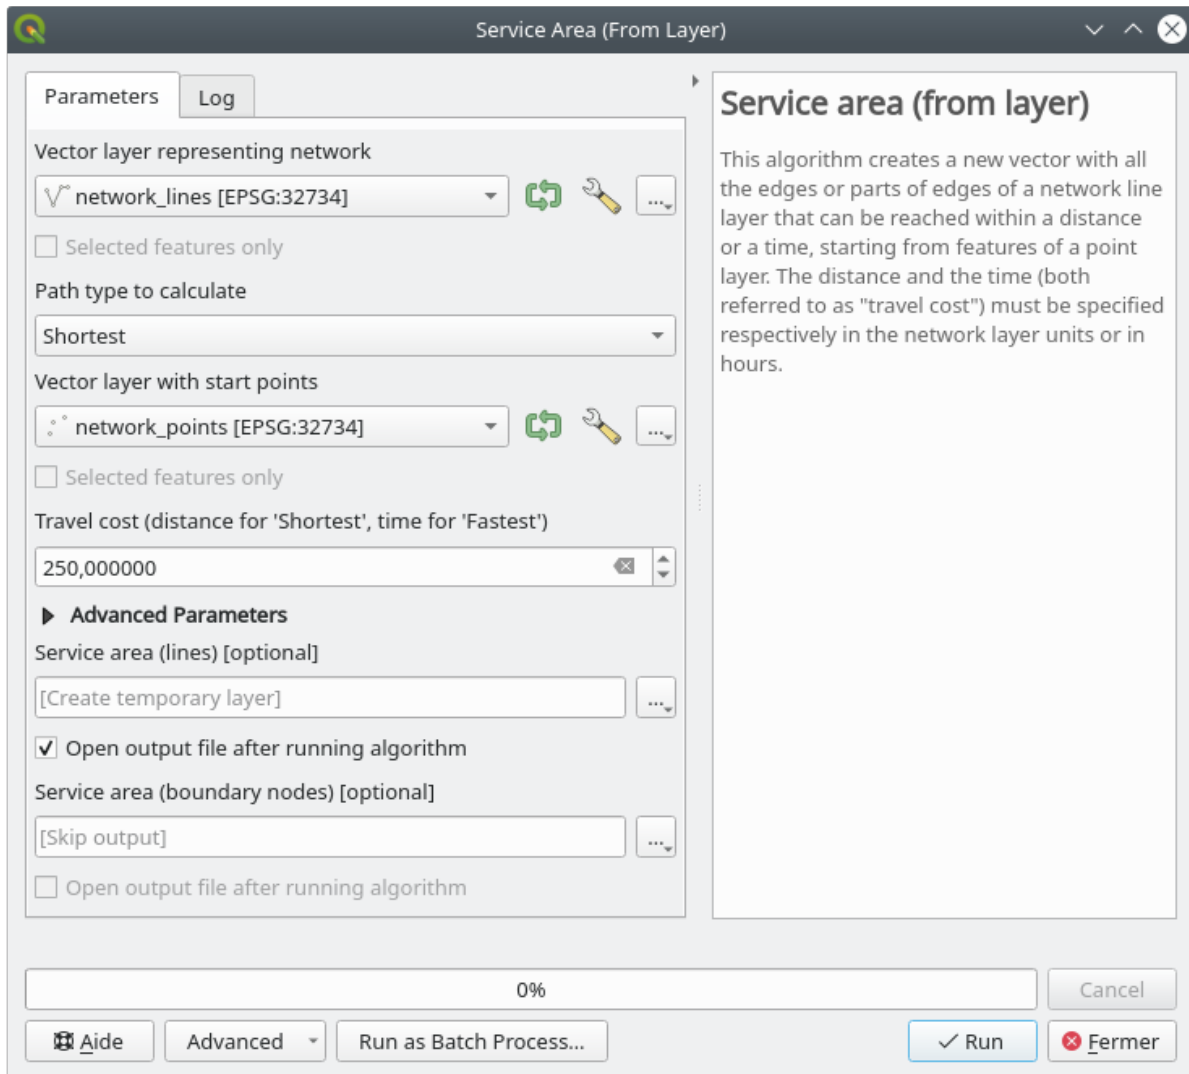 Service Area (From Layer)
Parameters
Log
Vector layer representing network
network_lines [EPSG:32734]
...
Selected features only
Path type to calculate
Shortest
Vector layer with start points
network_points [EPSG:32734]
...
Selected features only
Travel cost (distance for 'Shortest', time for 'Fastest')
250,000000
Advanced Parameters
Service area (lines) [optional]
[Create temporary layer]
...
Open output file after running algorithm
Service area (boundary nodes) [optional]
[Skip output]
...
Open output file after running algorithm
Service area (from layer)
This algorithm creates a new vector with all
the edges or parts of edges of a network line
layer that can be reached within a distance
or a time, starting from features of a point
layer. The distance and the time (both
referred to as "travel cost") must be specified
respectively in the network layer units or in
hours.
0%
Cancel
Aide
Advanced
Run as Batch Process...
Run
Fermer